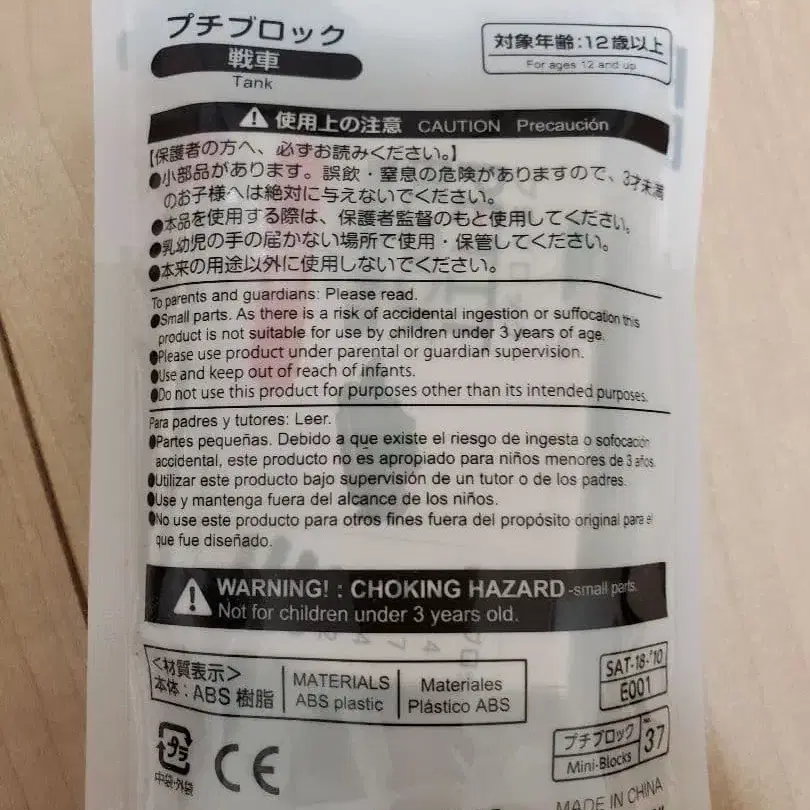 プチブロック
戦車
Tank
対象年齢:12歳以上
For ages 12 and up
使用上の注意 CAUTION Precaución
【保護者の方へ、必ずお読みください。】
●小部品があります。誤飲・窒息の危険がありますので、3才未満
のお子様へは絶対に与えないでください。
●本品を使用する際は、保護者監督のもと使用してください。
●乳幼児の手の届かない場所で使用・保管してください。
●本来の用途以外に使用しないでください。
To parents and guardians: Please read.
●Small parts. As there is a risk of accidental ingestion or suffocation this
product is not suitable for use by children under 3 years of age.
●Please use product under parental or guardian supervision.
●Use and keep out of reach of infants.
●Do not use this product for purposes other than its intended purposes.
Para padres y tutores: Leer.
●Partes pequeñas. Debido a que existe el riesgo de ingesta o sofocación
accidental, este producto no es apropiado para niños menores de 3 años.
●Utilizar este producto bajo supervisión de un tutor o de los padres.
●Use y mantenga fuera del alcance de los niños.
●No use este producto para otros fines fuera del propósito original para el
que fue diseñado.
WARNING! : CHOKING HAZARD -small parts.
Not for children under 3 years old.
<材質表示>
本体:ABS樹脂
MATERIALS
ABS plastic
Materiales
Plástico ABS
SAT-18-'10
E001
プラ
中袋・外袋
CE
プチブロック
Mini-Blocks
No.
37
MADE IN CHINA